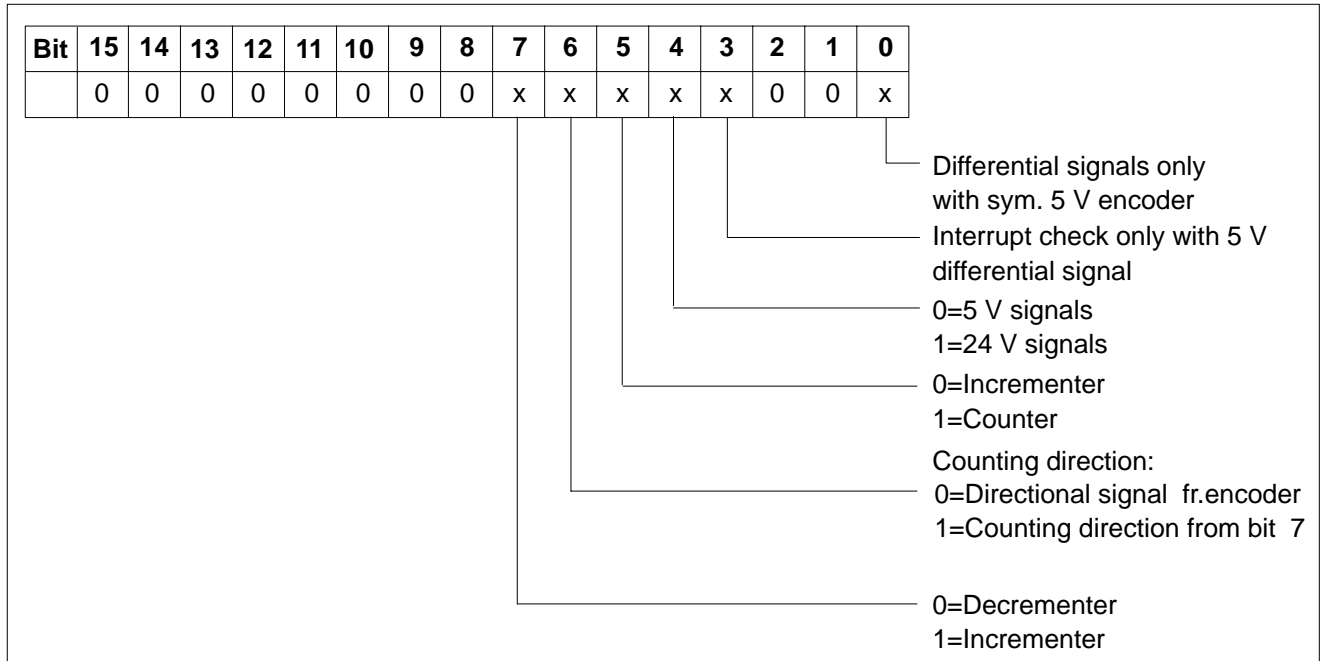 Bit 15 14 13 12 11 10 9 8 7 6 5 4 3 2 1 0
0 0 0 0 0 0 0 0 x x x x x 0 0 x
Differential signals only
with sym. 5 V encoder
Interrupt check only with 5 V
differential signal
0=5 V signals
1=24 V signals
0=Incrementer
1=Counter
Counting direction:
0=Directional signal fr.encoder
1=Counting direction from bit 7
0=Decrementer
1=Incrementer